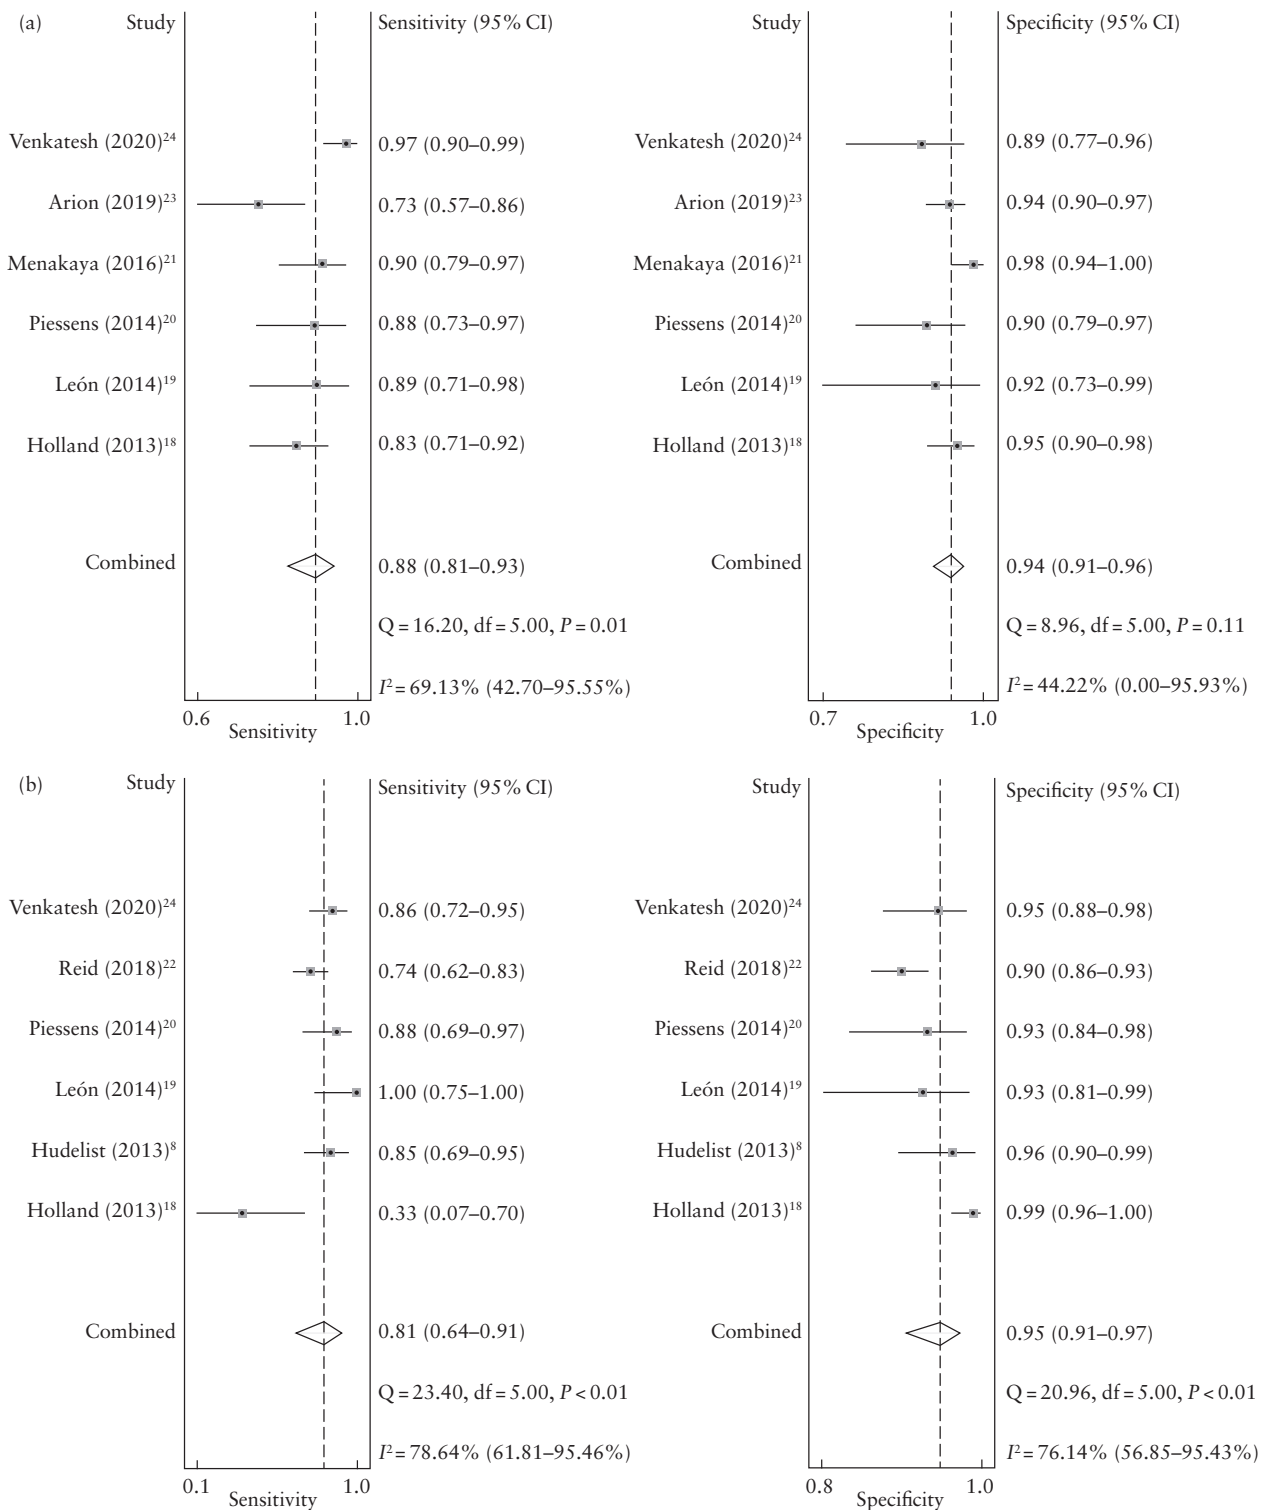 (a) Study Sensitivity (95% CI) Study Specificity (95% CI)
Venkatesh (2020)²⁴ 0.97 (0.90–0.99) Venkatesh (2020)²⁴ 0.89 (0.77–0.96)
Arion (2019)²³ 0.73 (0.57–0.86) Arion (2019)²³ 0.94 (0.90–0.97)
Menakaya (2016)²¹ 0.90 (0.79–0.97) Menakaya (2016)²¹ 0.98 (0.94–1.00)
Piessens (2014)²⁰ 0.88 (0.73–0.97) Piessens (2014)²⁰ 0.90 (0.79–0.97)
León (2014)¹⁹ 0.89 (0.71–0.98) León (2014)¹⁹ 0.92 (0.73–0.99)
Holland (2013)¹⁸ 0.83 (0.71–0.92) Holland (2013)¹⁸ 0.95 (0.90–0.98)
Combined 0.88 (0.81–0.93) Combined 0.94 (0.91–0.96)
Q = 16.20, df = 5.00, P = 0.01 Q = 8.96, df = 5.00, P = 0.11
I² = 69.13% (42.70–95.55%) I² = 44.22% (0.00–95.93%)
0.6 1.0 0.7 1.0
Sensitivity Specificity
(b) Study Sensitivity (95% CI) Study Specificity (95% CI)
Venkatesh (2020)²⁴ 0.86 (0.72–0.95) Venkatesh (2020)²⁴ 0.95 (0.88–0.98)
Reid (2018)²² 0.74 (0.62–0.83) Reid (2018)²² 0.90 (0.86–0.93)
Piessens (2014)²⁰ 0.88 (0.69–0.97) Piessens (2014)²⁰ 0.93 (0.84–0.98)
León (2014)¹⁹ 1.00 (0.75–1.00) León (2014)¹⁹ 0.93 (0.81–0.99)
Hudelist (2013)⁸ 0.85 (0.69–0.95) Hudelist (2013)⁸ 0.96 (0.90–0.99)
Holland (2013)¹⁸ 0.33 (0.07–0.70) Holland (2013)¹⁸ 0.99 (0.96–1.00)
Combined 0.81 (0.64–0.91) Combined 0.95 (0.91–0.97)
Q = 23.40, df = 5.00, P < 0.01 Q = 20.96, df = 5.00, P < 0.01
I² = 78.64% (61.81–95.46%) I² = 76.14% (56.85–95.43%)
0.1 1.0 0.8 1.0
Sensitivity Specificity